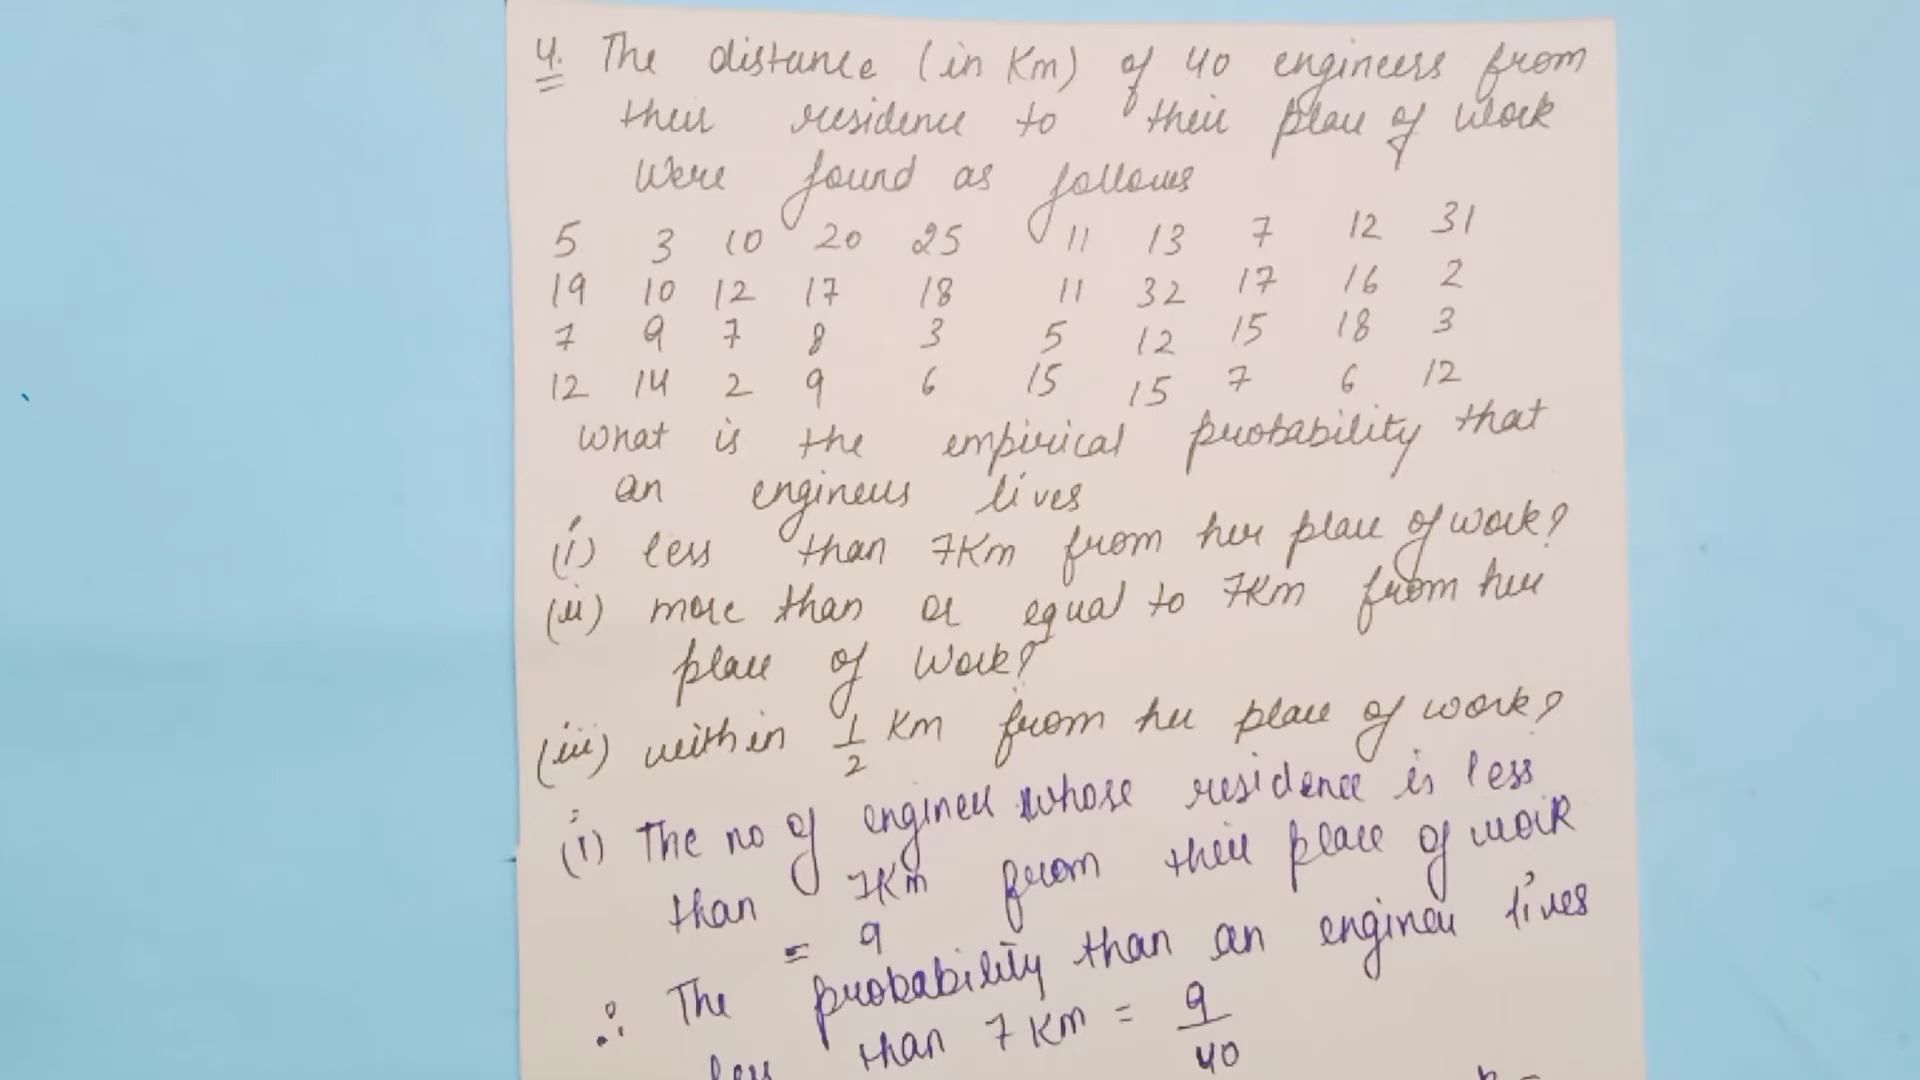 4. The distance (in Km) of 40 engineers from
their residence to their place of work
were found as follows
5 3 10 20 25 11 13 7 12 31
19 10 12 17 18 11 32 17 16 2
7 9 7 8 3 5 12 15 18 3
12 14 2 9 6 15 15 7 6 12
what is the empirical probability that
an engineers lives
(i) less than 7Km from her place of work?
(ii) more than or equal to 7Km from her
place of work?
(iii) within 1/2 Km from her place of work?
(i) The no of engineer whose residence is less
than 7Km from their place of work
= 9
∴ The probability than an engineer lives
less than 7 Km = 9/40